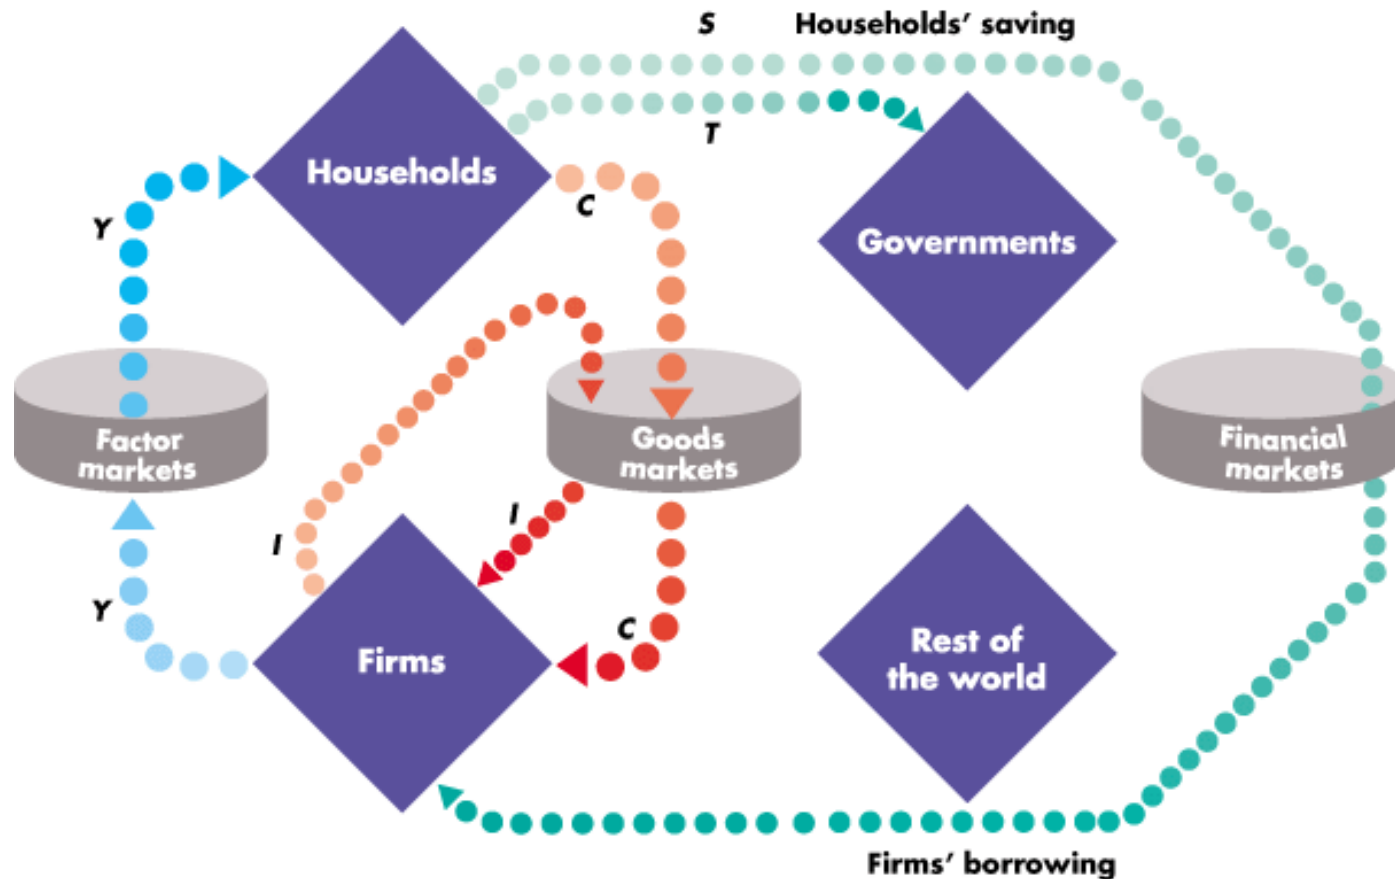 S Households’ saving
T
Households
C
Y
Governments
Factor
markets
Goods
markets
Financial
markets
I
I
Y
C
Firms
Rest of
the world
Firms’ borrowing